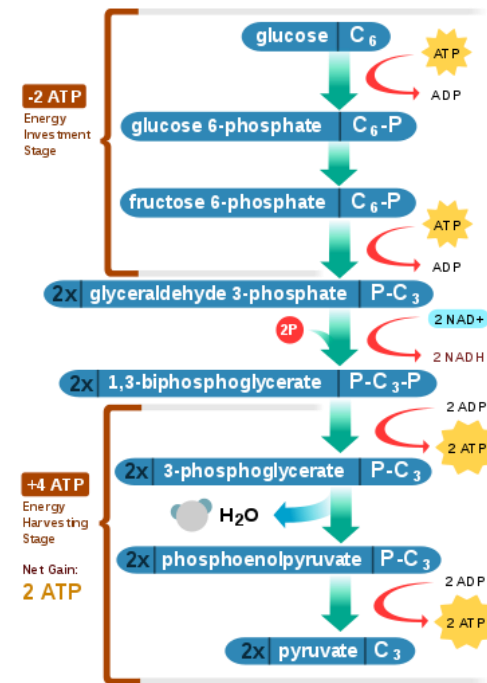 glucose C6
ATP
ADP
-2 ATP
Energy
Investment
Stage
glucose 6-phosphate C6-P
fructose 6-phosphate C6-P
ATP
ADP
2x glyceraldehyde 3-phosphate P-C3
2P
2 NAD+
2 NADH
2x 1,3-biphosphoglycerate P-C3-P
2 ADP
2 ATP
2x 3-phosphoglycerate P-C3
+4 ATP
Energy
Harvesting
Stage
H2O
Net Gain:
2 ATP
2x phosphoenolpyruvate P-C3
2 ADP
2 ATP
2x pyruvate C3